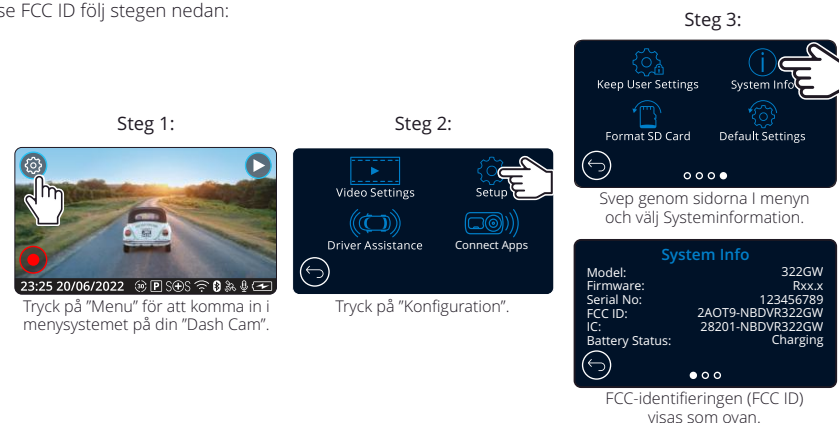 se FCC ID följ stegen nedan:
Steg 1:
23:25 20/06/2022 30 P SOS
Tryck på ”Menu” för att komma in i
menysystemet på din ”Dash Cam”.
Steg 2:
Video Settings
Setup
Driver Assistance
Connect Apps
Tryck på ”Konfiguration”.
Steg 3:
Keep User Settings
System Info
Format SD Card
Default Settings
Svep genom sidorna I menyn
och välj Systeminformation.
System Info
Model: 322GW
Firmware: Rxx.x
Serial No: 123456789
FCC ID: 2AOT9-NBDVR322GW
IC: 28201-NBDVR322GW
Battery Status: Charging
FCC-identifieringen (FCC ID)
visas som ovan.